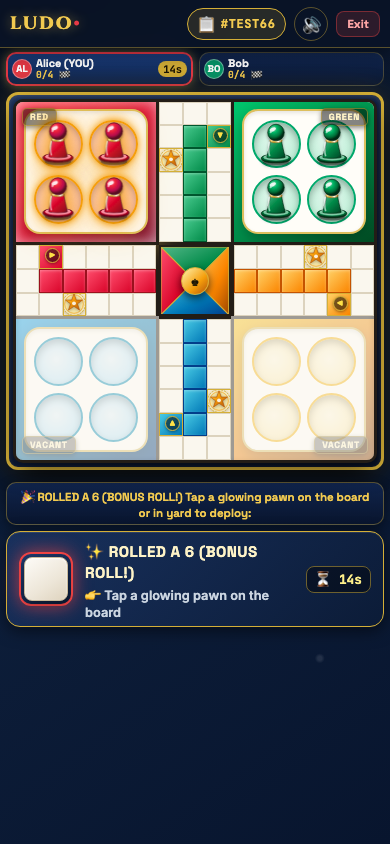 LUDO
#TEST66
Exit
AL Alice (YOU)
0/4
14s
BO Bob
0/4
RED
GREEN
VACANT
VACANT
🎉 ROLLED A 6 (BONUS ROLL!) Tap a glowing pawn on the board
or in yard to deploy:
✨ ROLLED A 6 (BONUS
ROLL!)
👉 Tap a glowing pawn on the
board
⏳ 14s